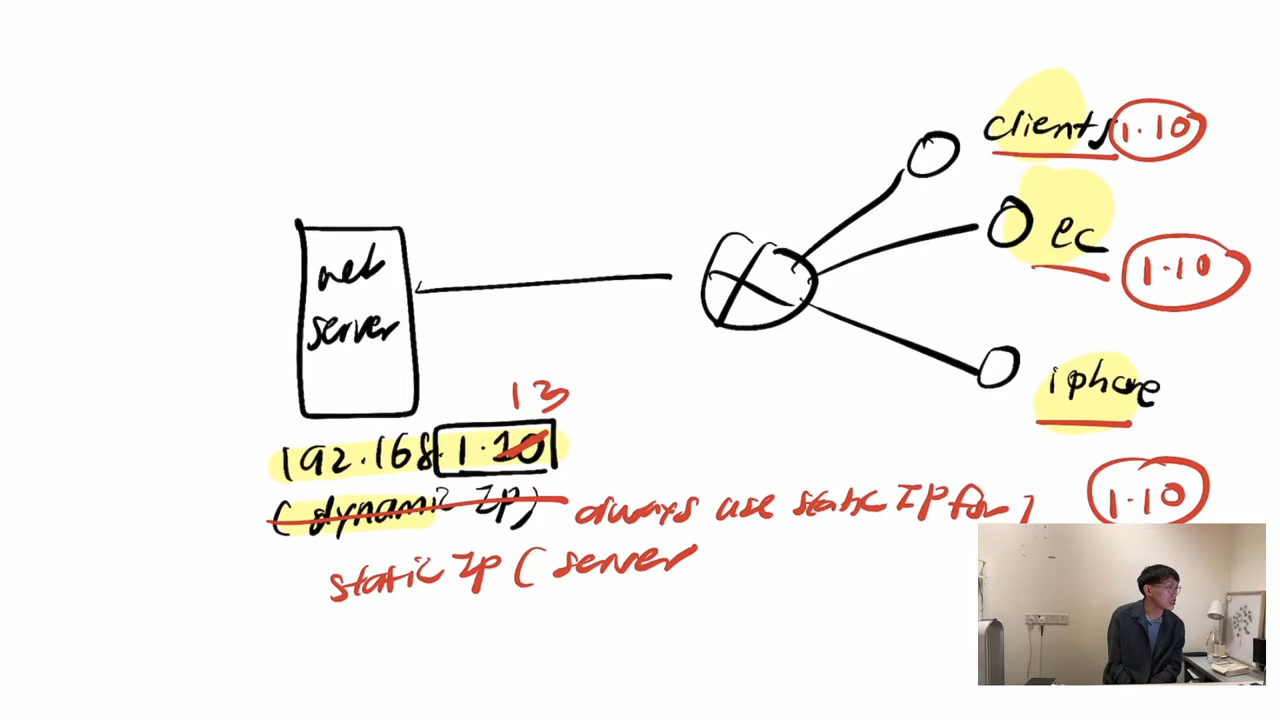 clients 1.10
ec 1.10
web
server
iphone
13
192.168.1.10
(dynamic IP) always use static IP for
1.10
static IP (server